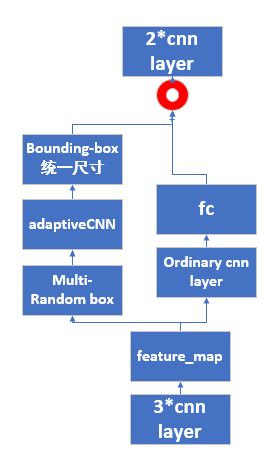 2*cnn
layer
Bounding-box
统一尺寸
fc
adaptiveCNN
Ordinary cnn
layer
Multi-
Random box
feature_map
3*cnn
layer